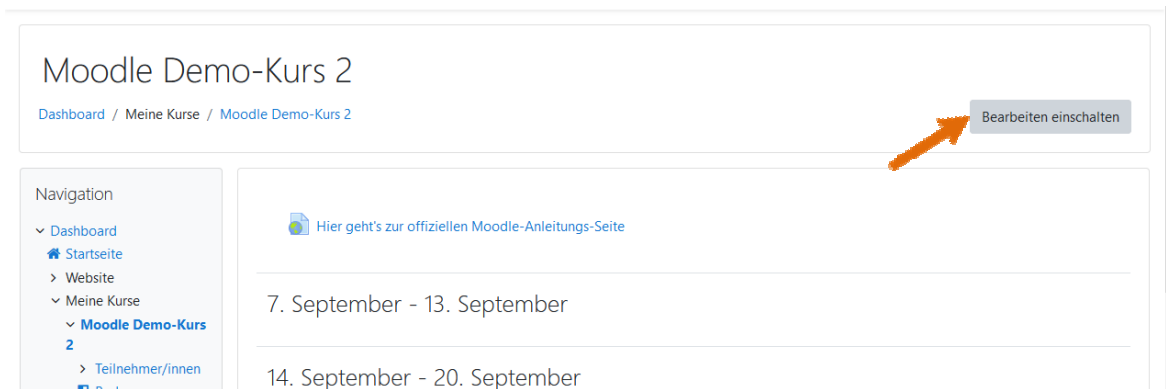 Moodle Demo-Kurs 2
Dashboard / Meine Kurse / Moodle Demo-Kurs 2
Bearbeiten einschalten
Navigation
Dashboard
Startseite
Website
Meine Kurse
Moodle Demo-Kurs
2
Teilnehmer/innen
Hier geht's zur offiziellen Moodle-Anleitungs-Seite
7. September - 13. September
14. September - 20. September